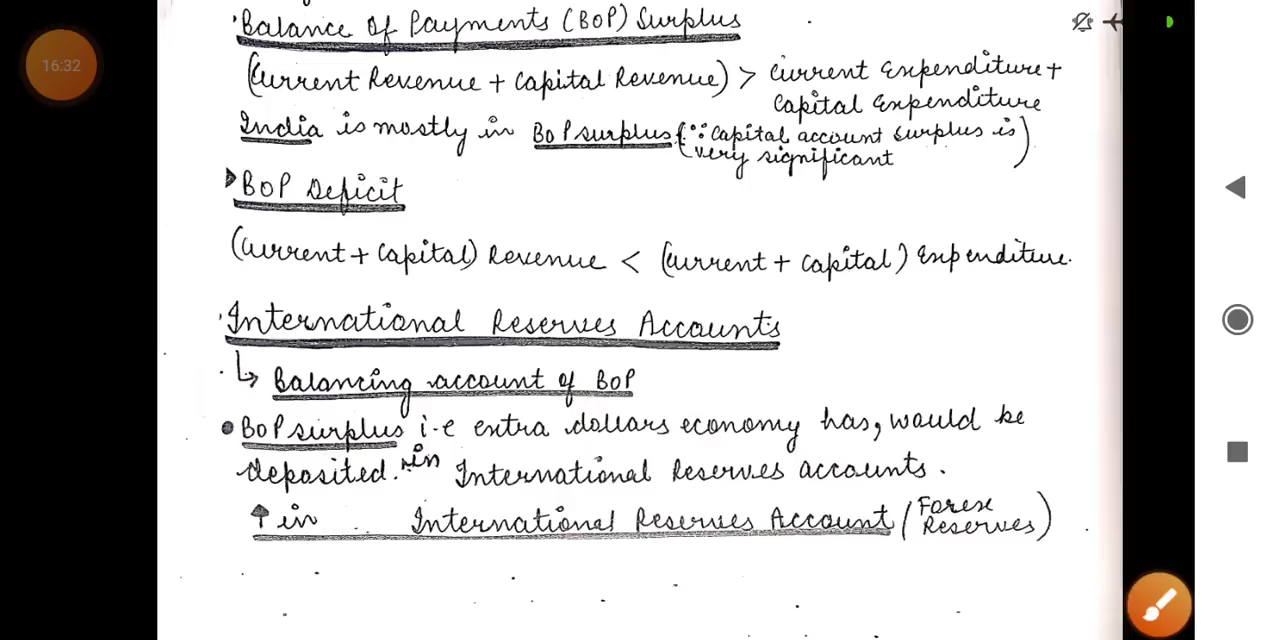 16:32
Balance of Payments (BOP) Surplus
(Current Revenue + Capital Revenue) > Current Expenditure +
Capital Expenditure
India is mostly in BOP surplus (∵ Capital account surplus is
very significant)
BOP Deficit
(Current + Capital) Revenue < (Current + Capital) Expenditure.
International Reserves Accounts
↳ Balancing account of BOP
• BOP surplus i.e extra dollars economy has, would be
deposited in International Reserves accounts.
↑ in International Reserves Account (Forex
Reserves)